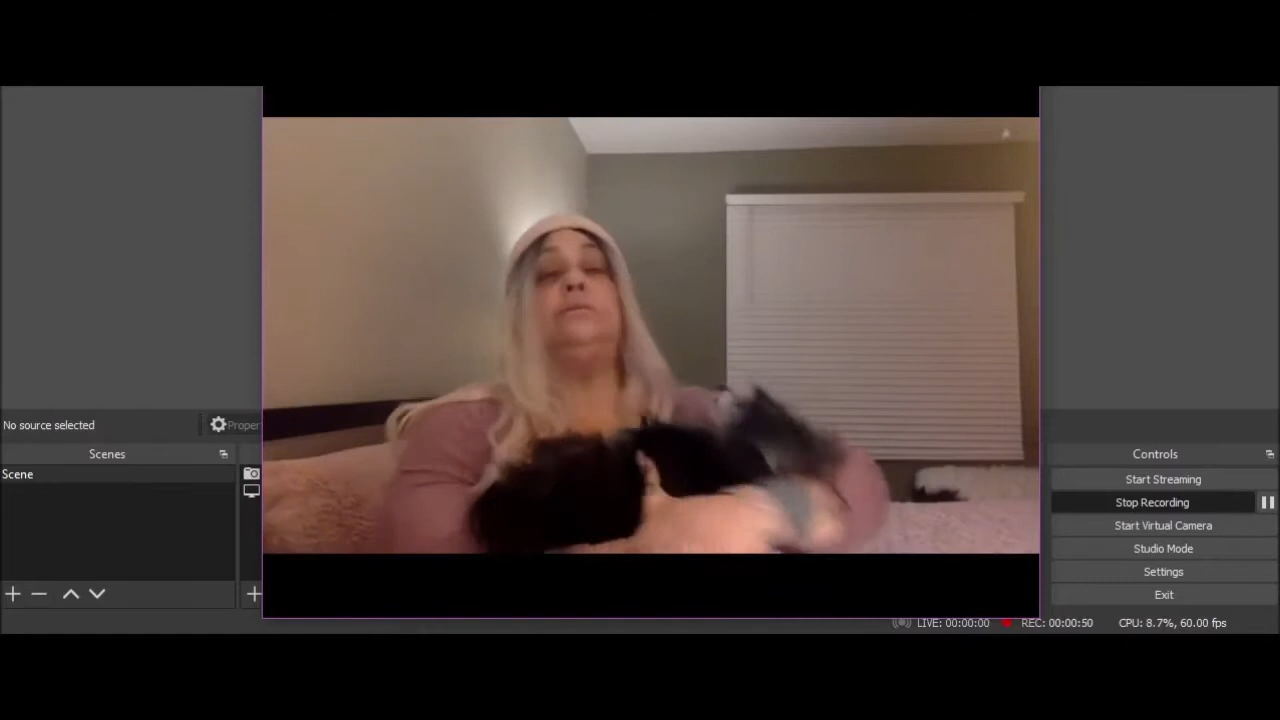 No source selected
Proper
Scenes
Scene
Controls
Start Streaming
Stop Recording
Start Virtual Camera
Studio Mode
Settings
Exit
LIVE: 00:00:00
REC: 00:00:50
CPU: 8.7%, 60.00 fps